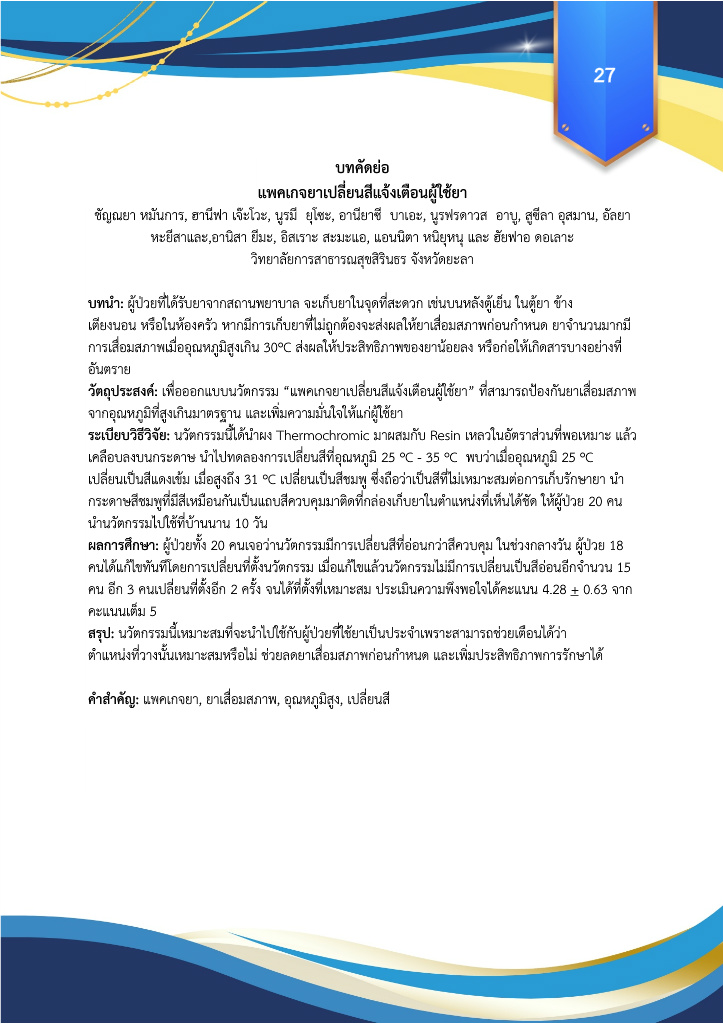 27
บทคัดย่อ
แพคเกจยาเปลี่ยนสีแจ้งเตือนผู้ใช้ยา
ชัญณยา หมันการ, ฮานีฟา เจ๊ะโวะ, นูรมี ยุโซะ, อานียาซี บาเอะ, นูรฟรดาวส อาบู, สูซีลา อุสมาน, อัลยา
หะยีสาและ,อานิสา ยีมะ, อิสเราะ สะมะแอ, แอนนิตา หนิยุหนุ และ ฮัยฟาอ ดอเลาะ
วิทยาลัยการสาธารณสุขสิรินธร จังหวัดยะลา
บทนำ: ผู้ป่วยที่ได้รับยาจากสถานพยาบาล จะเก็บยาในจุดที่สะดวก เช่นบนหลังตู้เย็น ในตู้ยา ข้าง
เตียงนอน หรือในห้องครัว หากมีการเก็บยาที่ไม่ถูกต้องจะส่งผลให้ยาเสื่อมสภาพก่อนกำหนด ยาจำนวนมากมี
การเสื่อมสภาพเมื่ออุณหภูมิสูงเกิน 30ºC ส่งผลให้ประสิทธิภาพของยาน้อยลง หรือก่อให้เกิดสารบางอย่างที่
อันตราย
วัตถุประสงค์: เพื่อออกแบบนวัตกรรม “แพคเกจยาเปลี่ยนสีแจ้งเตือนผู้ใช้ยา” ที่สามารถป้องกันยาเสื่อมสภาพ
จากอุณหภูมิที่สูงเกินมาตรฐาน และเพิ่มความมั่นใจให้แก่ผู้ใช้ยา
ระเบียบวิธีวิจัย: นวัตกรรมนี้ได้นำผง Thermochromic มาผสมกับ Resin เหลวในอัตราส่วนที่พอเหมาะ แล้ว
เคลือบลงบนกระดาษ นำไปทดลองการเปลี่ยนสีที่อุณหภูมิ 25 ºC - 35 ºC พบว่าเมื่ออุณหภูมิ 25 ºC
เปลี่ยนเป็นสีแดงเข้ม เมื่อสูงถึง 31 ºC เปลี่ยนเป็นสีชมพู ซึ่งถือว่าเป็นสีที่ไม่เหมาะสมต่อการเก็บรักษายา นำ
กระดาษสีชมพูที่มีสีเหมือนกันเป็นแถบสีควบคุมมาติดที่กล่องเก็บยาในตำแหน่งที่เห็นได้ชัด ให้ผู้ป่วย 20 คน
นำนวัตกรรมไปใช้ที่บ้านนาน 10 วัน
ผลการศึกษา: ผู้ป่วยทั้ง 20 คนเจอว่านวัตกรรมมีการเปลี่ยนสีที่อ่อนกว่าสีควบคุม ในช่วงกลางวัน ผู้ป่วย 18
คนได้แก้ไขทันทีโดยการเปลี่ยนที่ตั้งนวัตกรรม เมื่อแก้ไขแล้วนวัตกรรมไม่มีการเปลี่ยนเป็นสีอ่อนอีกจำนวน 15
คน อีก 3 คนเปลี่ยนที่ตั้งอีก 2 ครั้ง จนได้ที่ตั้งที่เหมาะสม ประเมินความพึงพอใจได้คะแนน 4.28 ± 0.63 จาก
คะแนนเต็ม 5
สรุป: นวัตกรรมนี้เหมาะสมที่จะนำไปใช้กับผู้ป่วยที่ใช้ยาเป็นประจำเพราะสามารถช่วยเตือนได้ว่า
ตำแหน่งที่วางนั้นเหมาะสมหรือไม่ ช่วยลดยาเสื่อมสภาพก่อนกำหนด และเพิ่มประสิทธิภาพการรักษาได้
คำสำคัญ: แพคเกจยา, ยาเสื่อมสภาพ, อุณหภูมิสูง, เปลี่ยนสี